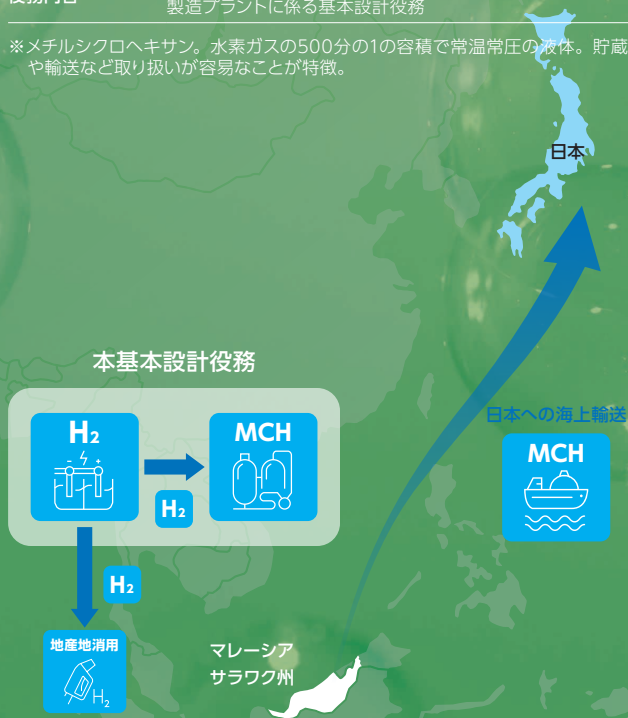 製造プラントに係る基本設計役務
※メチルシクロヘキサン。水素ガスの500分の1の容積で常温常圧の液体。貯蔵
や輸送など取り扱いが容易なことが特徴。
日本
本基本設計役務
H₂
- +
MCH
H₂
日本への海上輸送
MCH
H₂
地産地消用
H₂
マレーシア
サラワク州